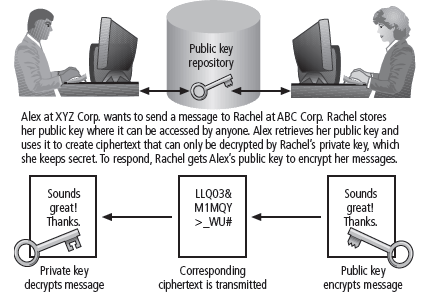 Public key
repository
Alex at XYZ Corp. wants to send a message to Rachel at ABC Corp. Rachel stores
her public key where it can be accessed by anyone. Alex retrieves her public key and
uses it to create ciphertext that can only be decrypted by Rachel's private key, which
she keeps secret. To respond, Rachel gets Alex's public key to encrypt her messages.
Sounds
great!
Thanks.
LLQ03&
M1MQY
>_WU#
Sounds
great!
Thanks.
Private key
decrypts message
Corresponding
ciphertext is transmitted
Public key
encrypts message